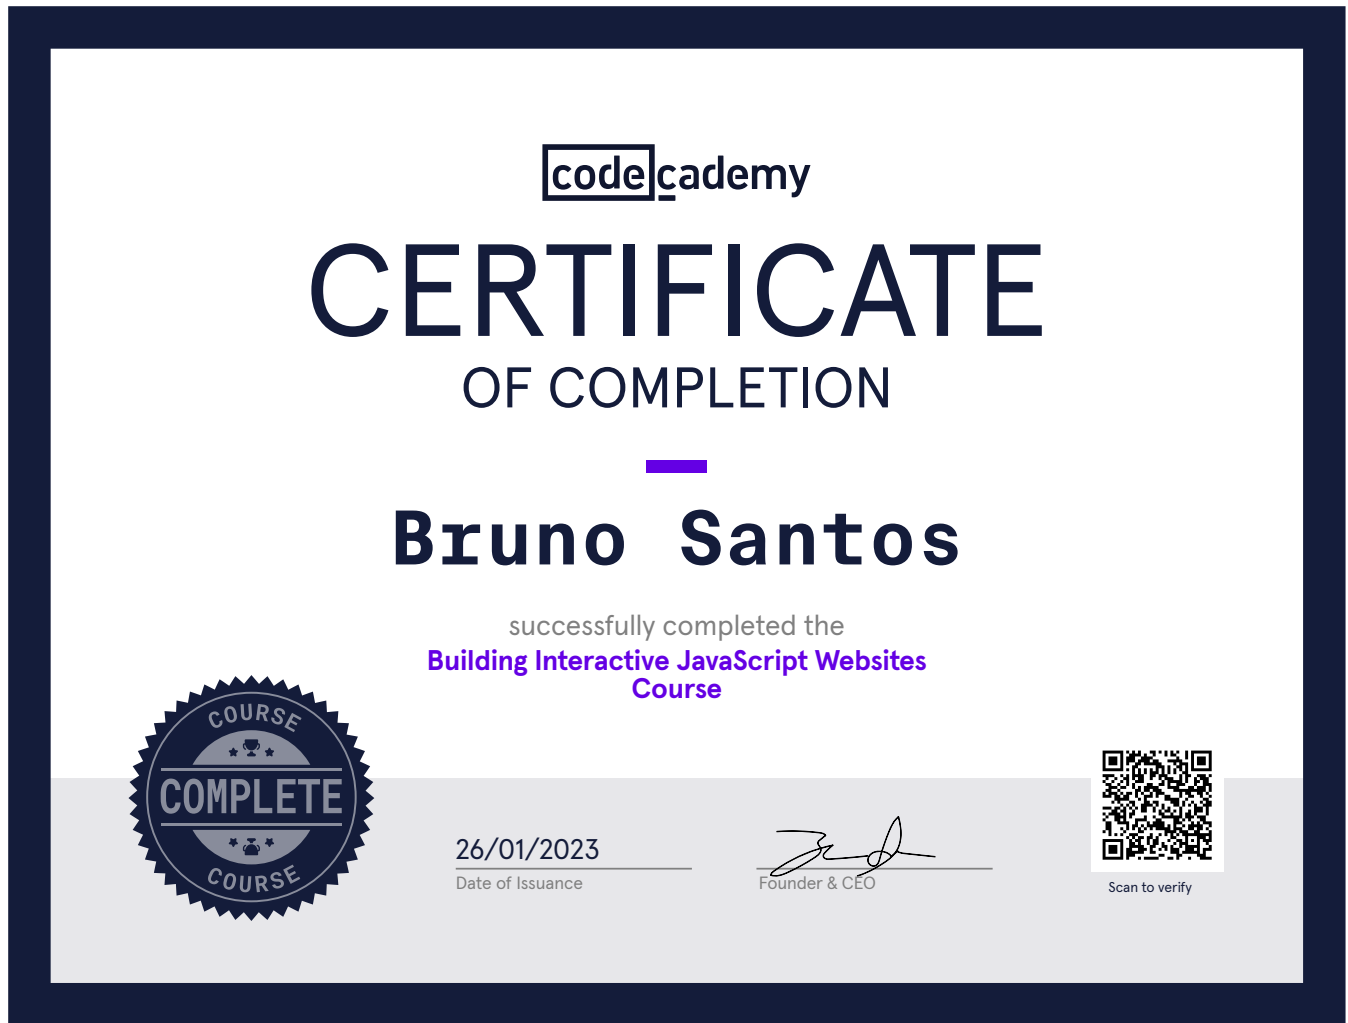 codecademy
CERTIFICATE
OF COMPLETION
Bruno Santos
successfully completed the
Building Interactive JavaScript Websites
Course
COURSE
COMPLETE
COURSE
26/01/2023
Date of Issuance
Founder & CEO
Scan to verify